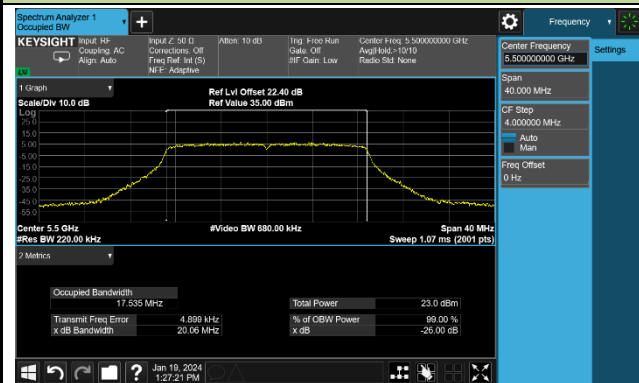 Spectrum Analyzer 1
Occupied BW
Frequency
KEYSIGHT
Input: RF
Coupling: AC
Align: Auto
Input Z: 50 Ω
Corrections: Off
Freq Ref: Int (S)
NFE: Adaptive
Atten: 10 dB
Trig: Free Run
Gate: Off
#IF Gain: Low
Center Freq: 5.500000000 GHz
Avg|Hold:>10/10
Radio Std: None
LVI
Center Frequency
5.500000000 GHz
Settings
Span
40.000 MHz
CF Step
4.000000 MHz
Auto
Man
Freq Offset
0 Hz
1 Graph
Scale/Div 10.0 dB
Ref Lvl Offset 22.40 dB
Ref Value 35.00 dBm
Log
25.0
15.0
5.00
-5.00
-15.0
-25.0
-35.0
-45.0
-55.0
Center 5.5 GHz
#Video BW 680.00 kHz
Span 40 MHz
#Res BW 220.00 kHz
Sweep 1.07 ms (2001 pts)
2 Metrics
Occupied Bandwidth
17.535 MHz
Total Power 23.0 dBm
Transmit Freq Error 4.899 kHz
% of OBW Power 99.00 %
x dB Bandwidth 20.06 MHz
x dB -26.00 dB
Jan 19, 2024
1:27:21 PM